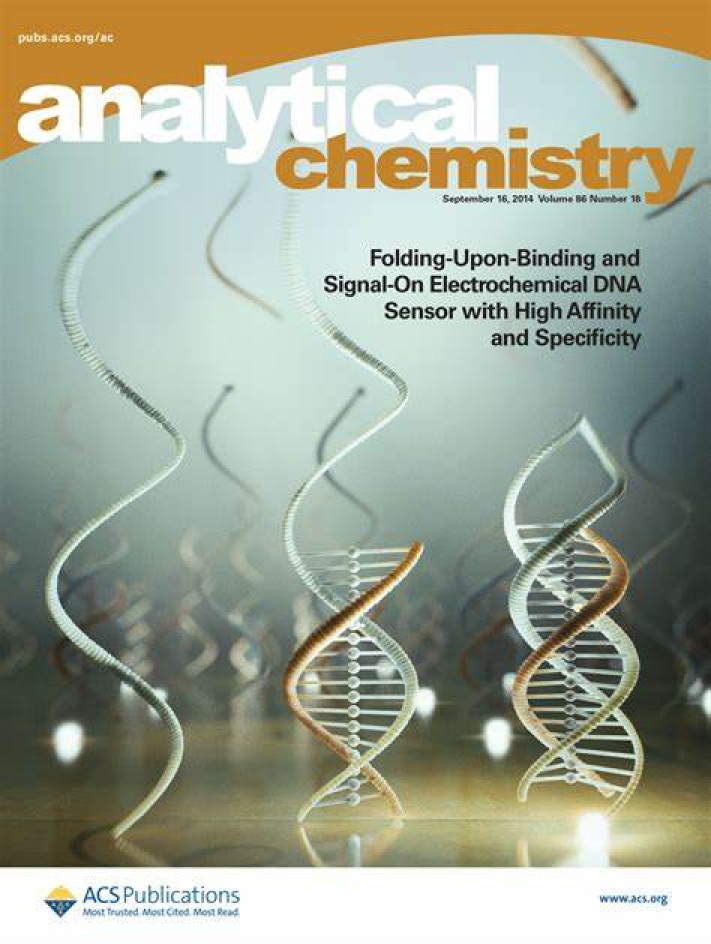 pubs.acs.org/ac
analytical
chemistry
September 16, 2014 Volume 86 Number 18
Folding-Upon-Binding and
Signal-On Electrochemical DNA
Sensor with High Affinity
and Specificity
ACS Publications
Most Trusted. Most Cited. Most Read.
www.acs.org